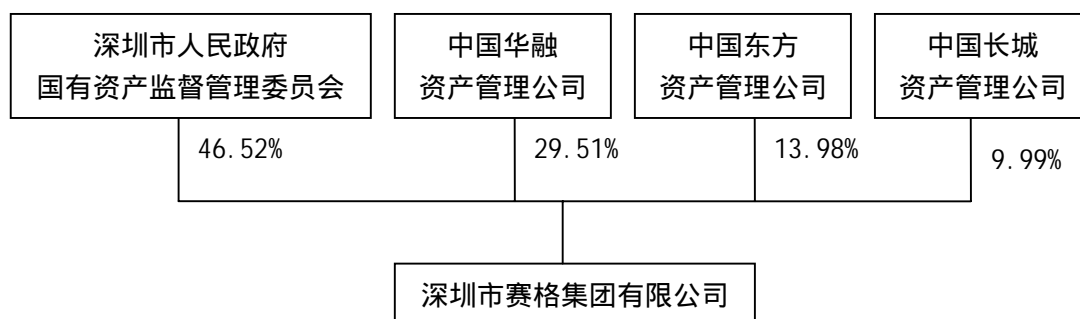 深圳市人民政府
国有资产监督管理委员会
中国华融
资产管理公司
中国东方
资产管理公司
中国长城
资产管理公司
46.52%
29.51%
13.98%
9.99%
深圳市赛格集团有限公司